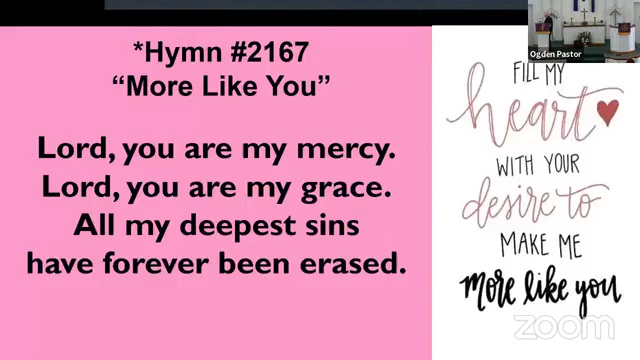 *Hymn #2167
“More Like You”
Lord, you are my mercy.
Lord, you are my grace.
All my deepest sins
have forever been erased.
Ogden Pastor
FILL MY
heart
WITH YOUR
desire to
MAKE ME
more like you
zoom